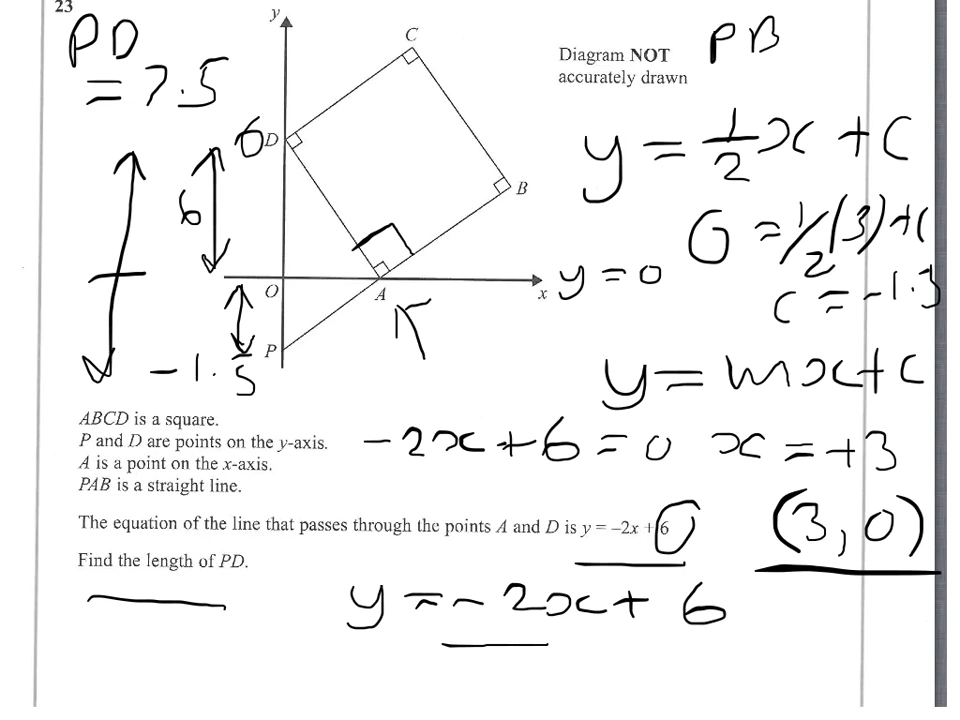 23
PD
= 7.5
y
C
Diagram NOT
accurately drawn
PB
6
D
6
B
y = 1/2 x + C
0 = 1/2 (3) + C
y = 0
C = -1.5
O
A
x
P
-1.5
y = mx + c
ABCD is a square.
P and D are points on the y-axis.
A is a point on the x-axis.
PAB is a straight line.
-2x + 6 = 0 x = +3
The equation of the line that passes through the points A and D is y = –2x + 6
(3, 0)
Find the length of PD.
y = -2x + 6